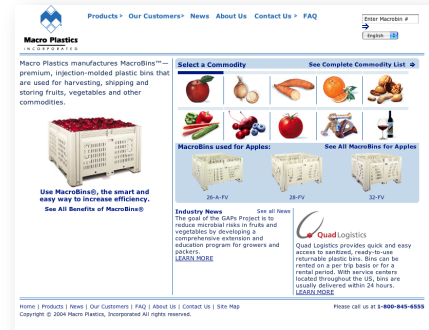 Products > Our Customers> News About Us Contact Us > FAQ
Enter Macrobin #
English
Macro Plastics
INCORPORATED
Macro Plastics manufactures MacroBins™—
premium, injection-molded plastic bins that
are used for harvesting, shipping and
storing fruits, vegetables and other
commodities.
Use MacroBins®, the smart and
easy way to increase efficiency.
See All Benefits of MacroBins®
Select a Commodity
See Complete Commodity List
MacroBins used for Apples:
See All MacroBins for Apples
26-A-FV
28-FV
32-FV
Industry News
See all News
The goal of the GAPs Project is to
reduce microbial risks in fruits and
vegetables by developing a
comprehensive extension and
education program for growers and
packers.
LEARN MORE
Quad Logistics
Quad Logistics provides quick and easy
access to sanitized, ready-to-use
returnable plastic bins. Bins can be
rented on a per trip basis or for a
rental period. With service centers
located throughout the US, bins are
usually delivered within 24 hours.
LEARN MORE
Home | Products | News | Our Customers | FAQ | About Us | Contact Us | Site Map
Please call us at 1-800-845-6555
Copyright © 2004 Macro Plastics, Incorporated All rights reserved.